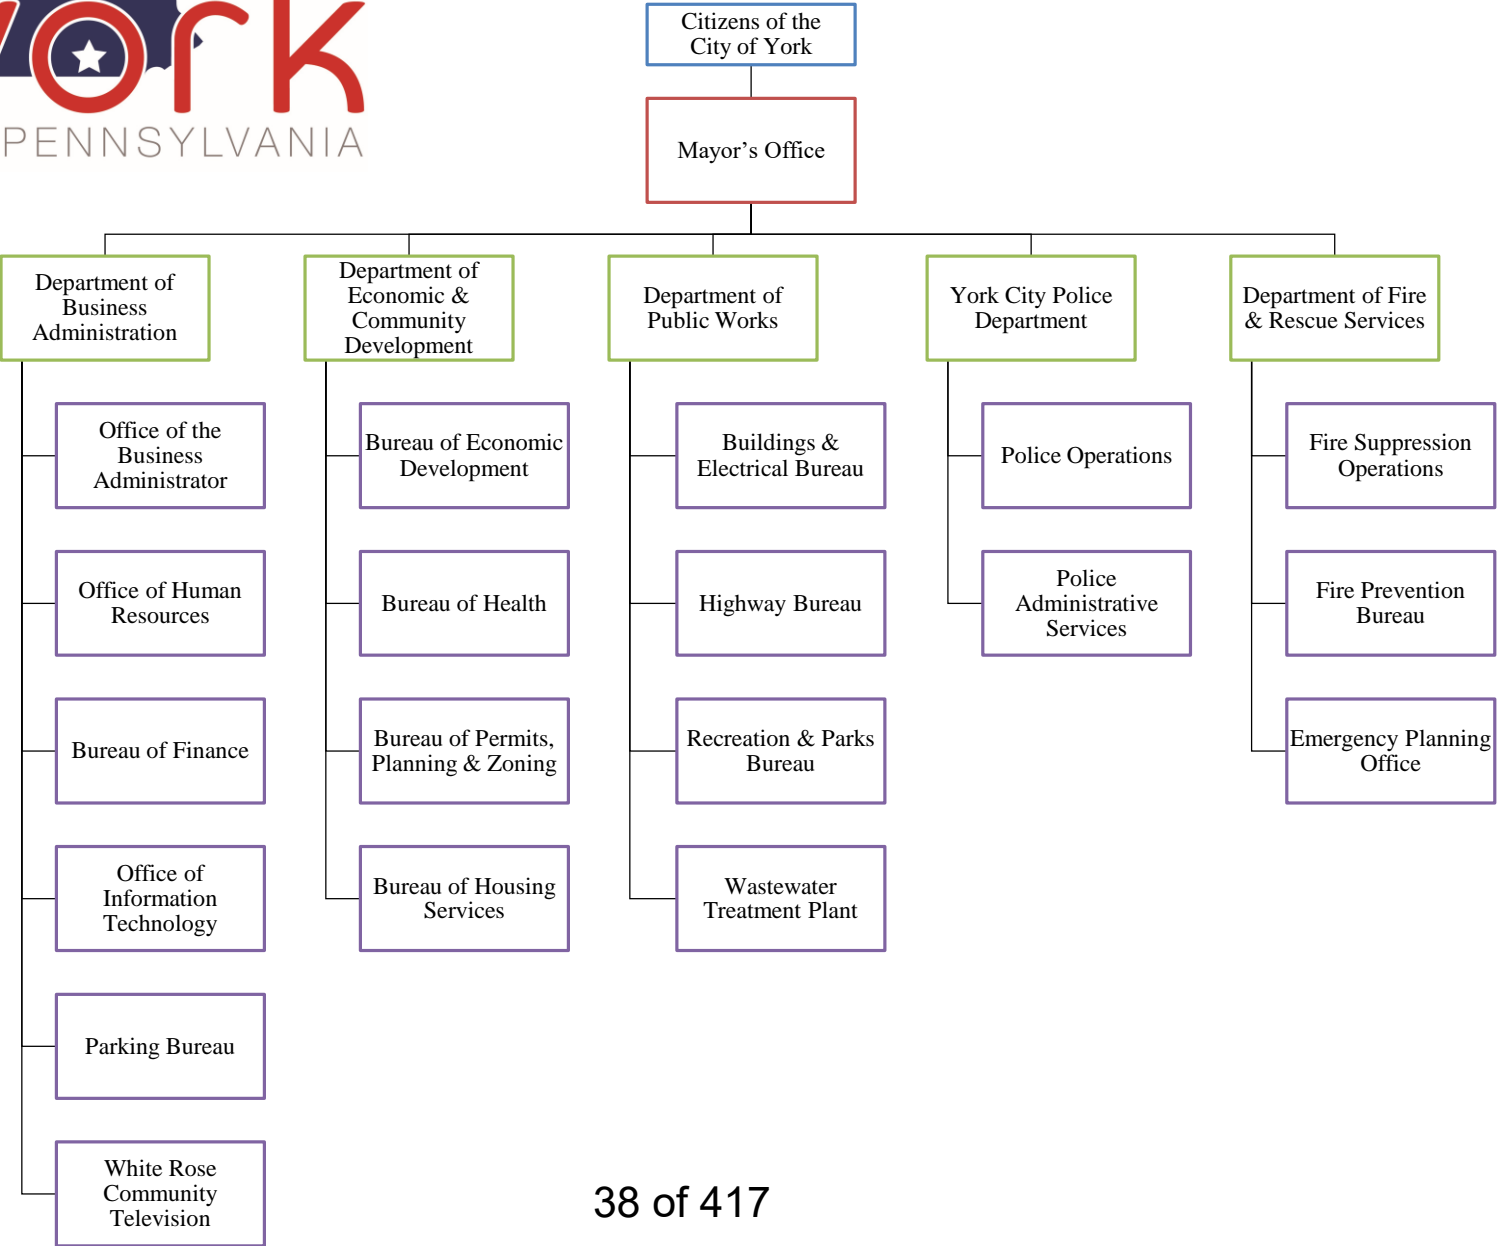 york
PENNSYLVANIA
Citizens of the
City of York
Mayor’s Office
Department of
Business
Administration
Office of the
Business
Administrator
Office of Human
Resources
Bureau of Finance
Office of
Information
Technology
Parking Bureau
White Rose
Community
Television
Department of
Economic &
Community
Development
Bureau of Economic
Development
Bureau of Health
Bureau of Permits,
Planning & Zoning
Bureau of Housing
Services
Department of
Public Works
Buildings &
Electrical Bureau
Highway Bureau
Recreation & Parks
Bureau
Wastewater
Treatment Plant
York City Police
Department
Police Operations
Police
Administrative
Services
Department of Fire
& Rescue Services
Fire Suppression
Operations
Fire Prevention
Bureau
Emergency Planning
Office
38 of 417